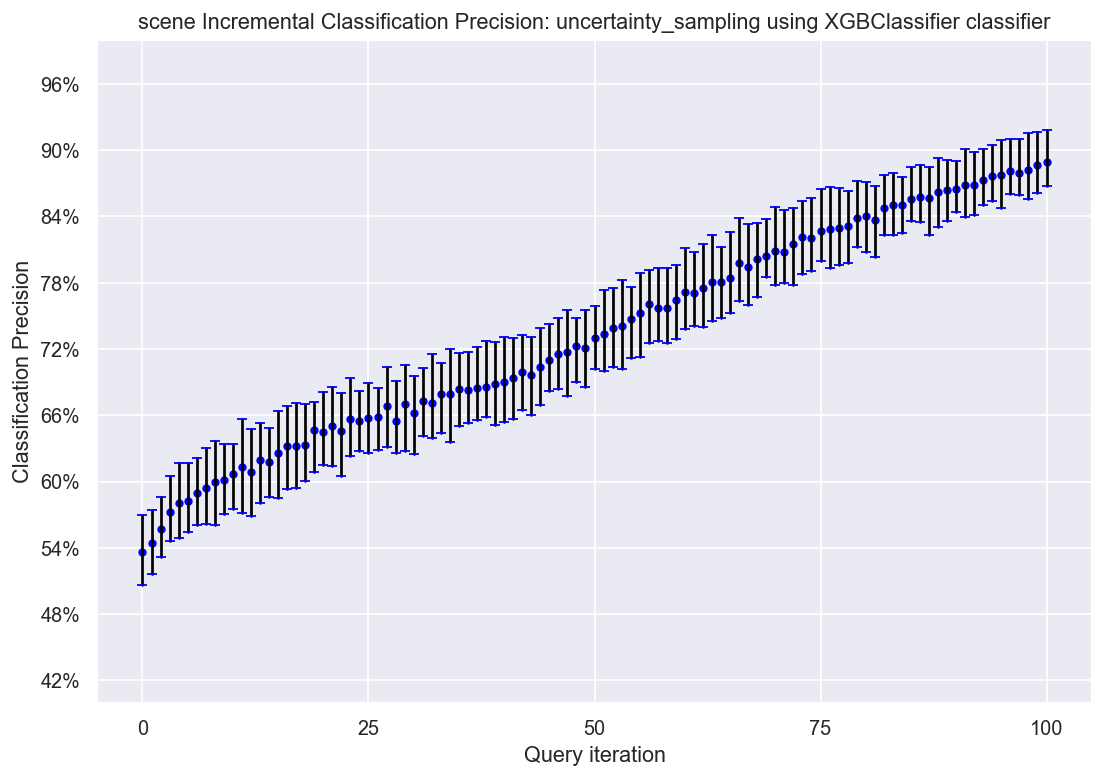 scene Incremental Classification Precision: uncertainty_sampling using XGBClassifier classifier
96%
90%
84%
78%
72%
66%
60%
54%
48%
42%
Classification Precision
0 25 50 75 100
Query iteration